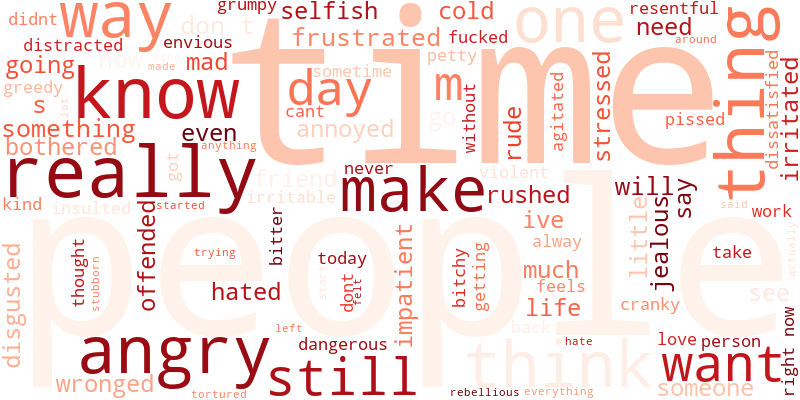 didnt
way
don t
grumpy
selfish
cold
one
resentful
need
thing
distracted
envious
frustrated
fucked
around
going
now
made
mad
time
petty
dissatisfied
greedy
know
sometime
day
m
without
rude
agitated
stressed
irritated
s
lot
cant
go
pissed
something
even
annoyed
bothered
anything
really
got
friend
never
make
violent
rushed
will
say
kind
insulted
started
irritable
offended
bitter
ive
little
jealous
said
work
disgusted
thought
stubborn
trying
people
today
impatient
bitchy
getting
alway
much
feels
take
actually
hated
start
dont
felt
life
cranky
see
angry
left
dangerous
back
hate
love
person
right now
still
think
want
wronged
tortured
rebellious
everything
someone